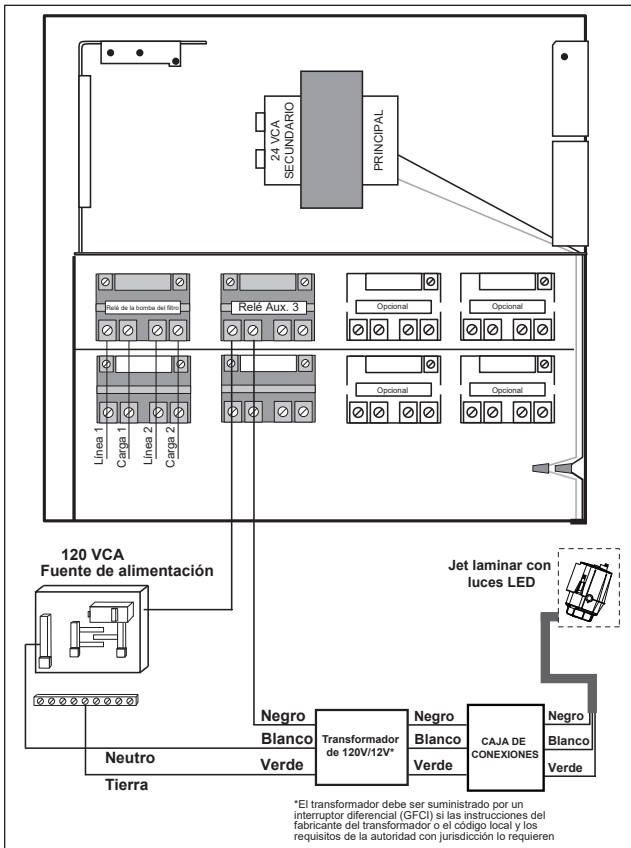 24 VCA
SECUNDARIO
PRINCIPAL
Relé de la bomba del filtro
Relé Aux. 3
Opcional
Opcional
Opcional
Opcional
Línea 1
Carga 1
Línea 2
Carga 2
120 VCA
Fuente de alimentación
Jet laminar con
luces LED
Negro
Blanco
Verde
Neutro
Tierra
Transformador
de 120V/12V*
Negro
Blanco
Verde
CAJA DE
CONEXIONES
Negro
Blanco
Verde
*El transformador debe ser suministrado por un
interruptor diferencial (GFCI) si las instrucciones del
fabricante del transformador o el código local y los
requisitos de la autoridad con jurisdicción lo requieren